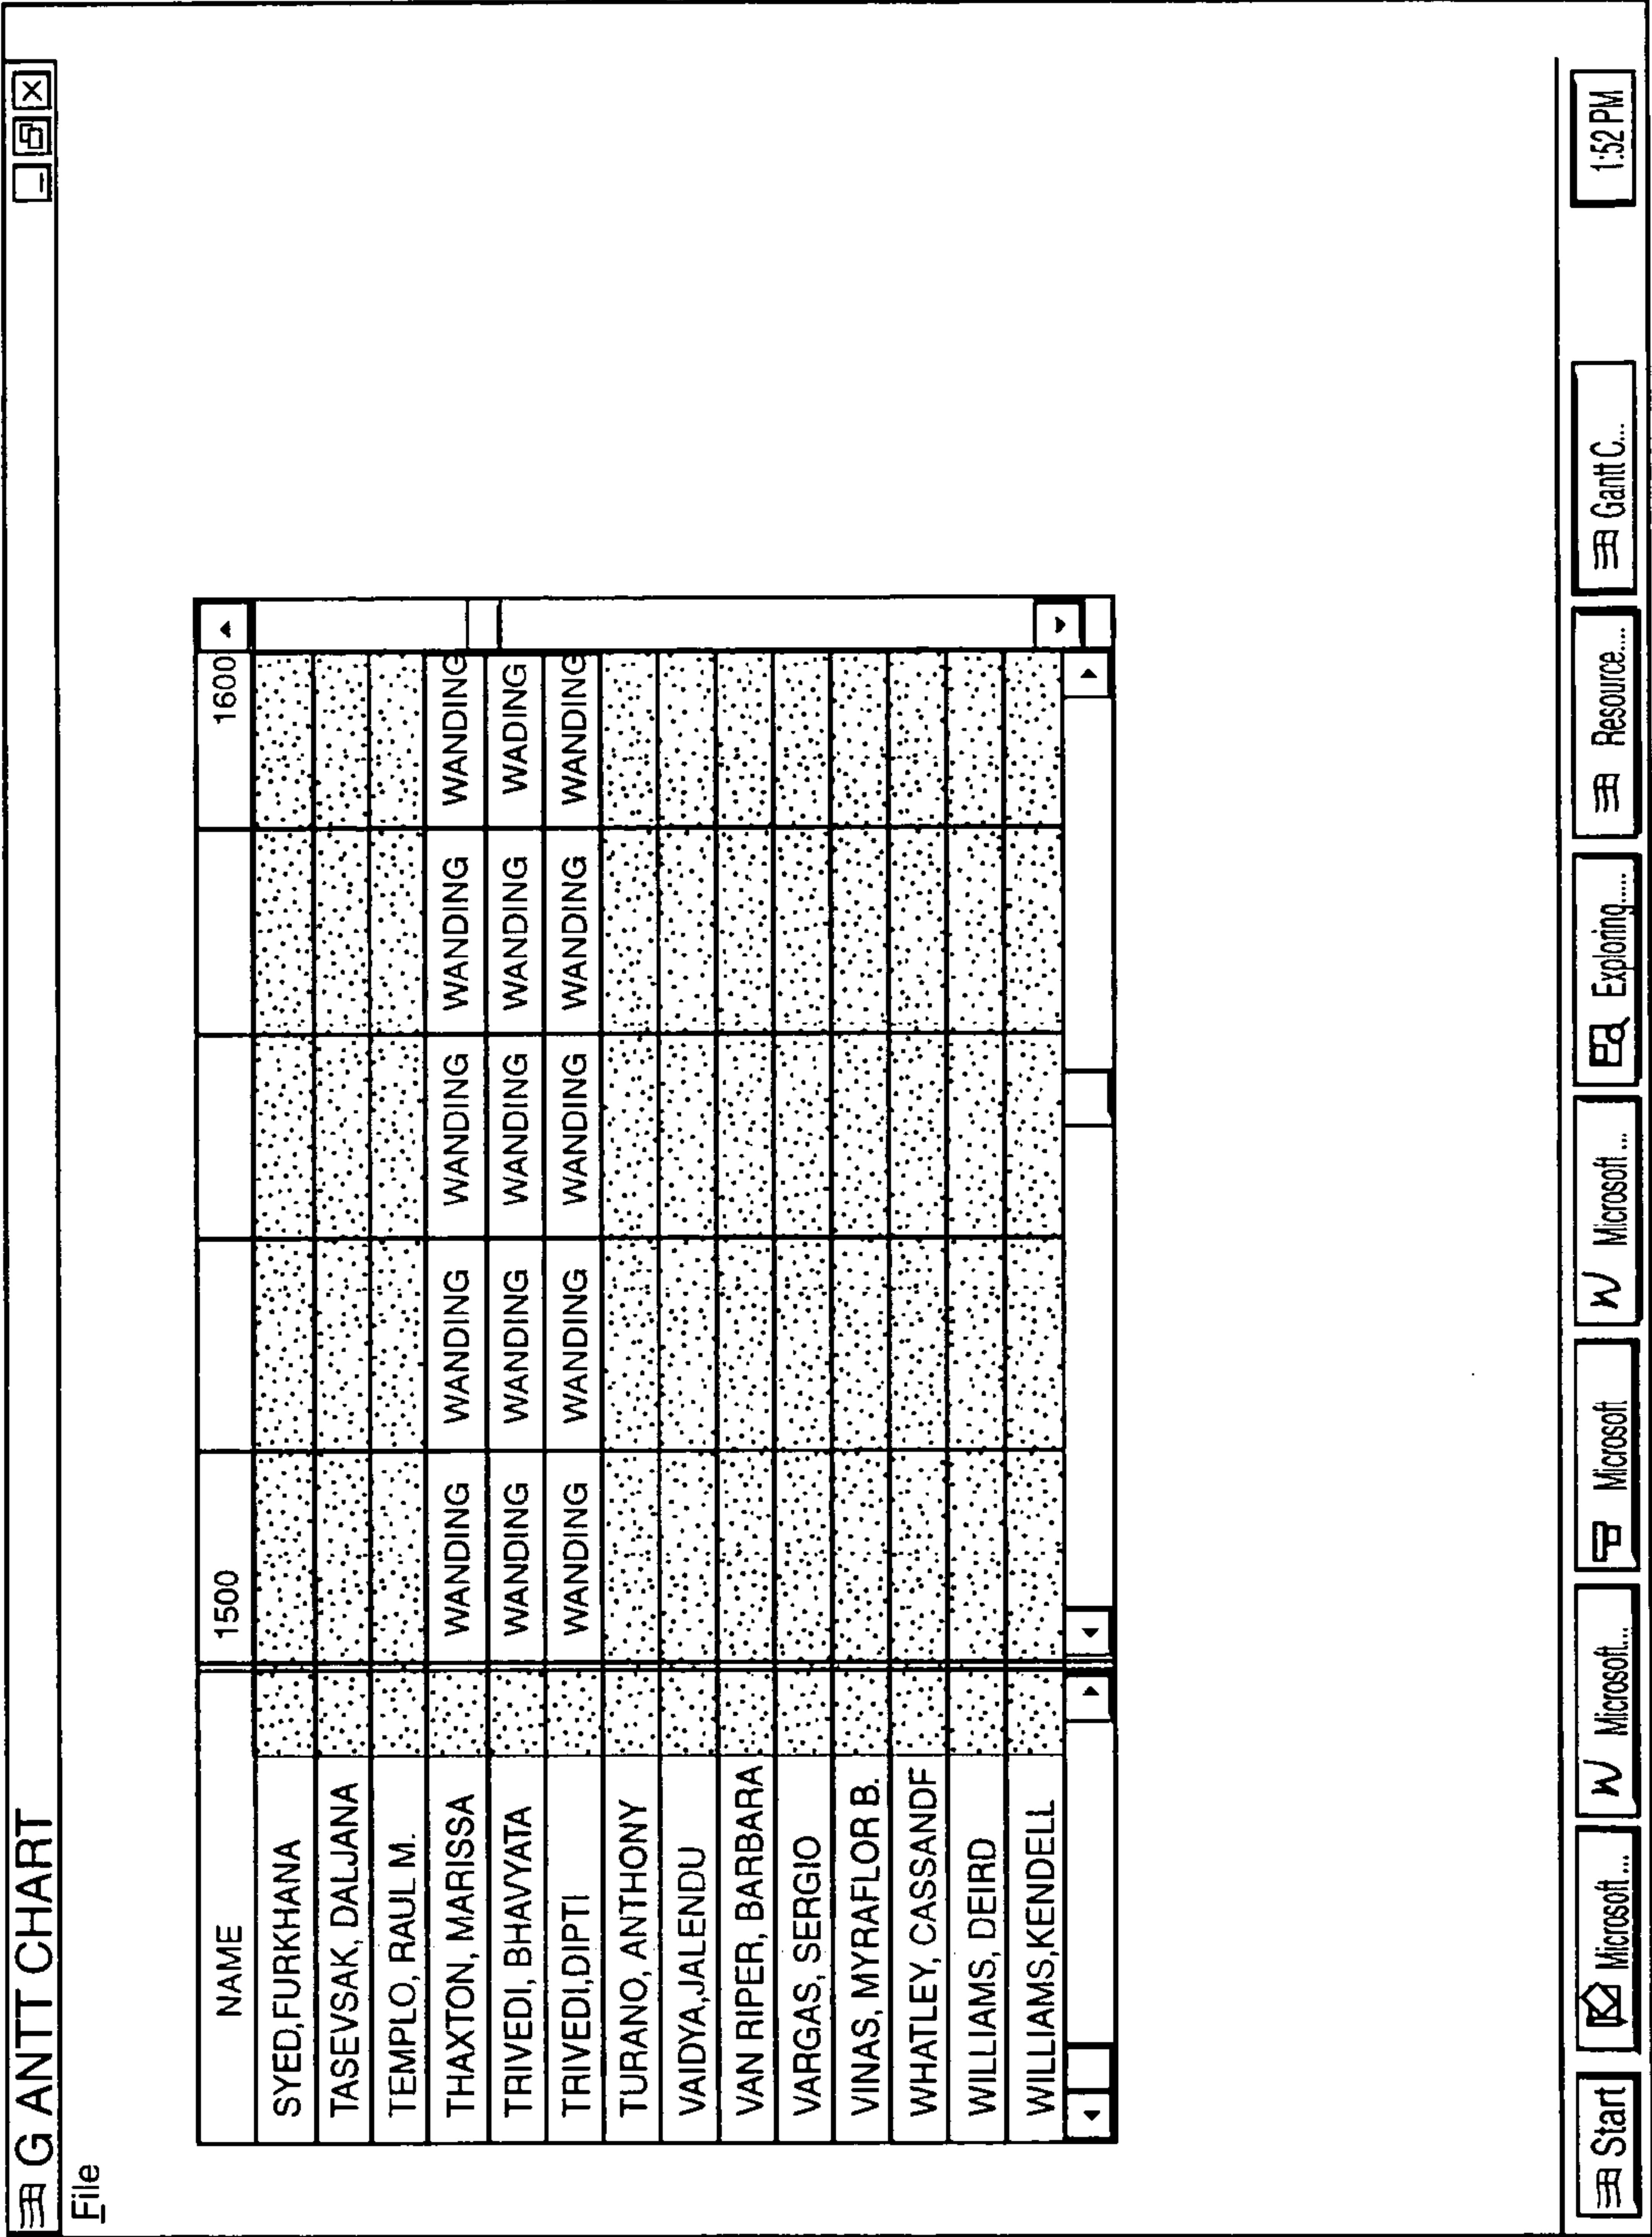 G ANTT CHART
File
NAME 1500 1600
SYED,FURKHANA
TASEVSAK, DALJANA
TEMPLO, RAUL M.
THAXTON, MARISSA WANDING WANDING WANDING WANDING WANDING
TRIVEDI, BHAVYATA WANDING WANDING WANDING WANDING WADING
TRIVEDI,DIPTI WANDING WANDING WANDING WANDING WANDING
TURANO, ANTHONY
VAIDYA,JALENDU
VAN RIPER, BARBARA
VARGAS, SERGIO
VINAS, MYRAFLOR B.
WHATLEY, CASSANDF
WILLIAMS, DEIRD
WILLIAMS,KENDELL
Start Microsoft... W Microsoft... Microsoft W Microsoft... Exploring.... Resource.... Gantt C... 1:52 PM